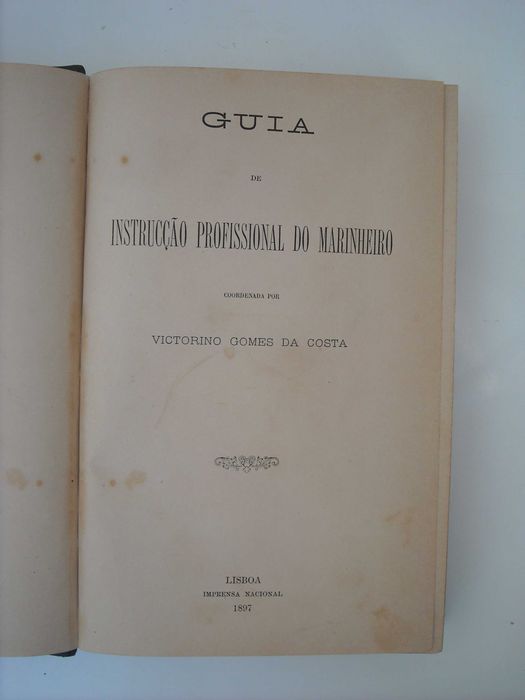 GUIA
DE
INSTRUCÇÃO PROFISSIONAL DO MARINHEIRO
COORDENADA POR
VICTORINO GOMES DA COSTA
LISBOA
IMPRENSA NACIONAL
1897